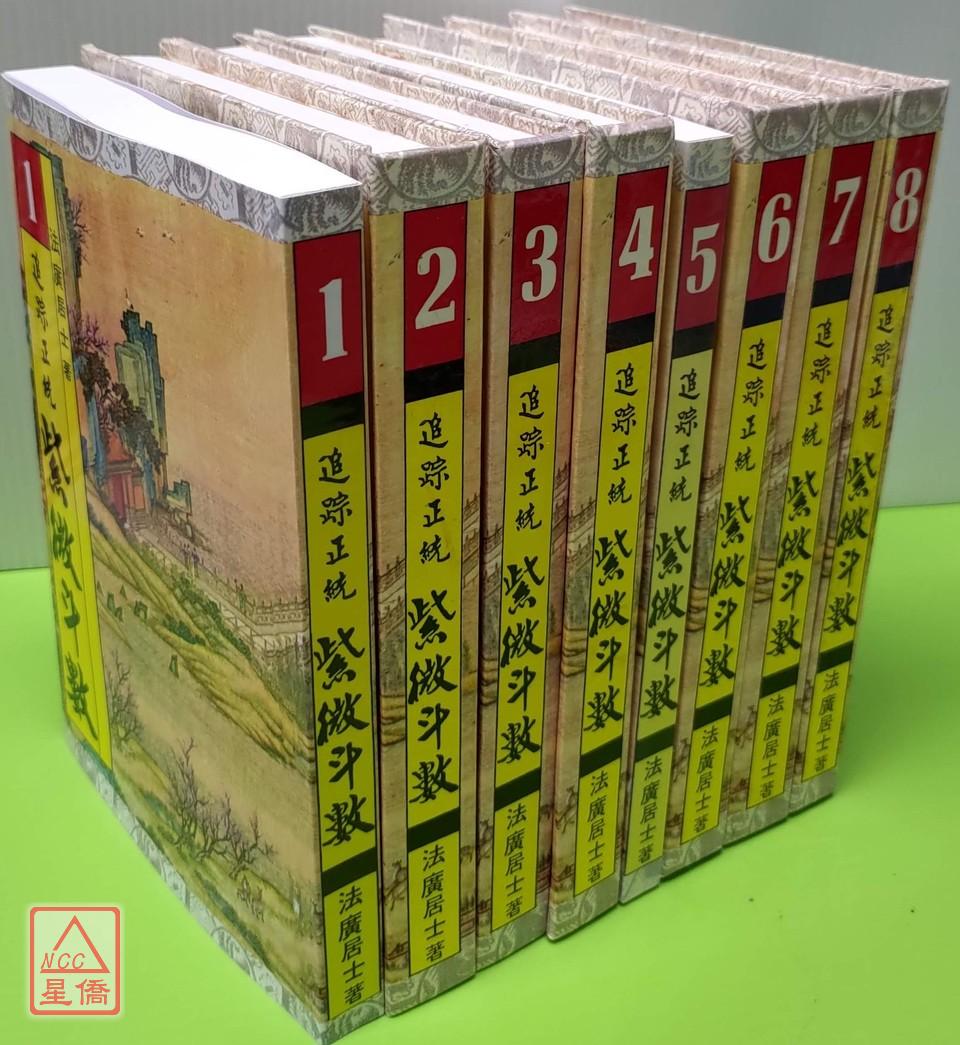 1
法廣居士著
追踪正統
紫微斗數
1
追踪正統
紫微斗數
法廣居士著
2
追踪正統
紫微斗數
法廣居士著
3
追踪正統
紫微斗數
法廣居士著
4
追踪正統
紫微斗數
法廣居士著
5
追踪正統
紫微斗數
法廣居士著
6
追踪正統
紫微斗數
法廣居士著
7
追踪正統
紫微斗數
法廣居士著
8
追踪正統
紫微斗數
法廣居士著
NCC
星僑